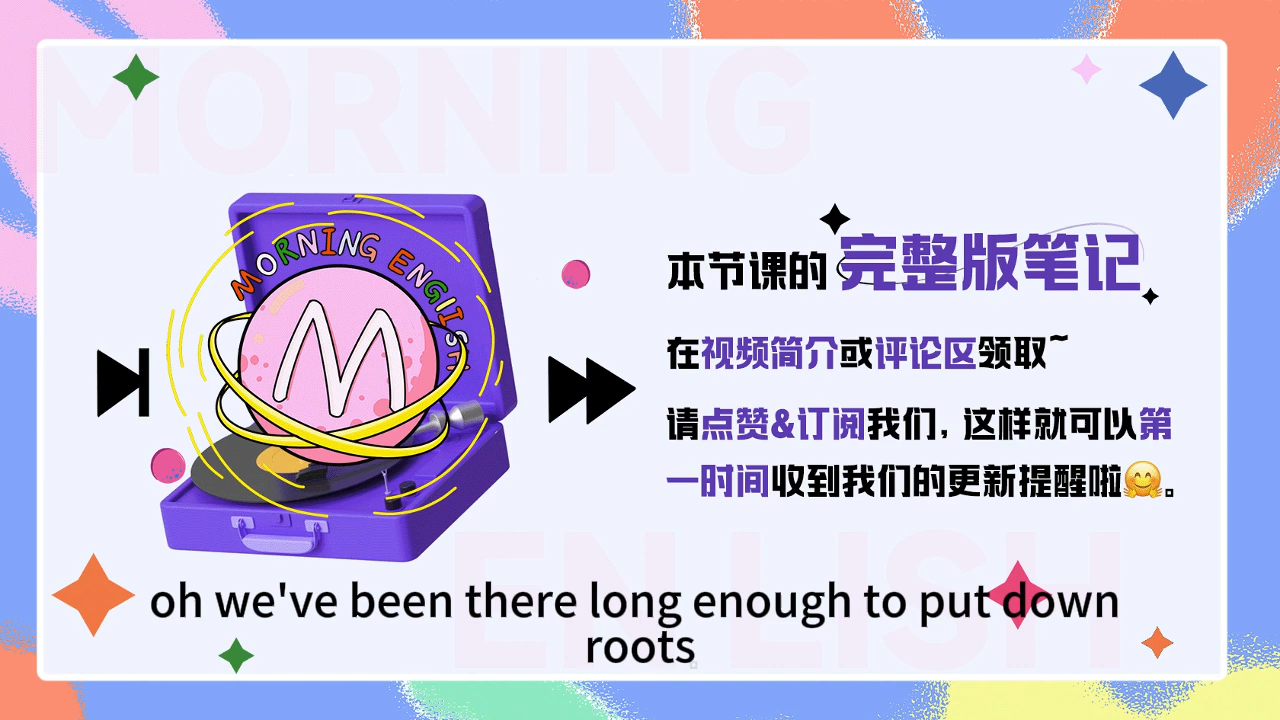 MORNING
MORNING ENGlISH
M
本节课的 完整版笔记
在视频简介或评论区领取~
请点赞&订阅我们, 这样就可以第
一时间收到我们的更新提醒啦🤗。
EN LISH
oh we've been there long enough to put down
roots